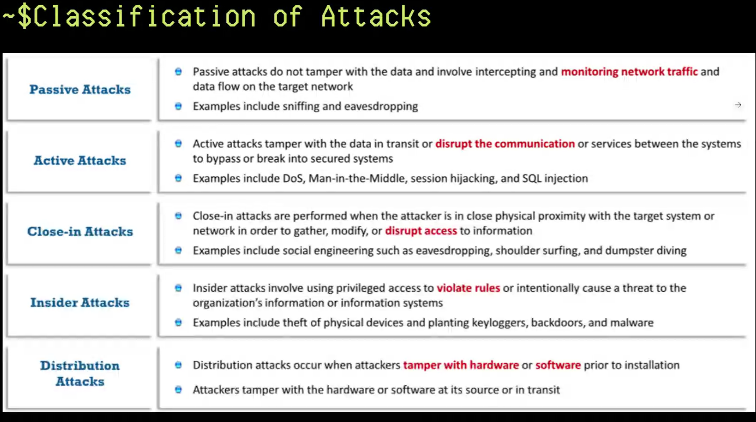 ~$Classification of Attacks
Passive Attacks
Passive attacks do not tamper with the data and involve intercepting and monitoring network traffic and
data flow on the target network
Examples include sniffing and eavesdropping
Active Attacks
Active attacks tamper with the data in transit or disrupt the communication or services between the systems
to bypass or break into secured systems
Examples include DoS, Man-in-the-Middle, session hijacking, and SQL injection
Close-in Attacks
Close-in attacks are performed when the attacker is in close physical proximity with the target system or
network in order to gather, modify, or disrupt access to information
Examples include social engineering such as eavesdropping, shoulder surfing, and dumpster diving
Insider Attacks
Insider attacks involve using privileged access to violate rules or intentionally cause a threat to the
organization's information or information systems
Examples include theft of physical devices and planting keyloggers, backdoors, and malware
Distribution
Attacks
Distribution attacks occur when attackers tamper with hardware or software prior to installation
Attackers tamper with the hardware or software at its source or in transit